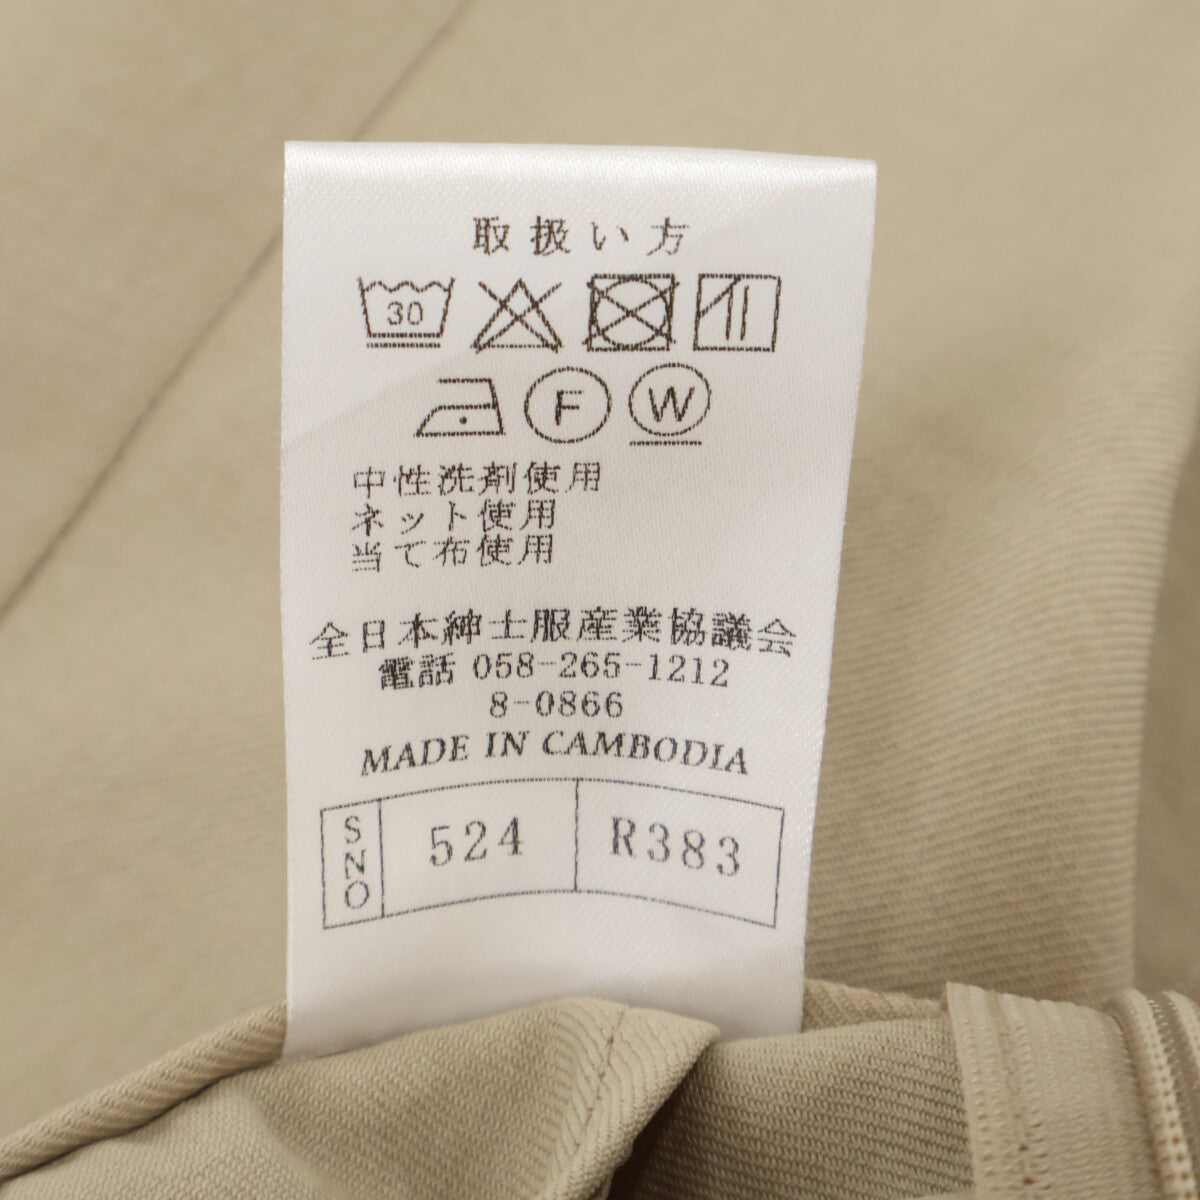 取扱い方
30
F W
中性洗剤使用
ネット使用
当て布使用
全日本紳士服産業協議会
電話 058-265-1212
8-0866
MADE IN CAMBODIA
SNO 524 R383